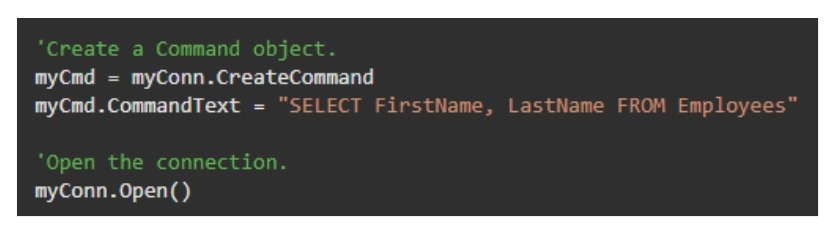 'Create a Command object.
myCmd = myConn.CreateCommand
myCmd.CommandText = "SELECT FirstName, LastName FROM Employees"
'Open the connection.
myConn.Open()